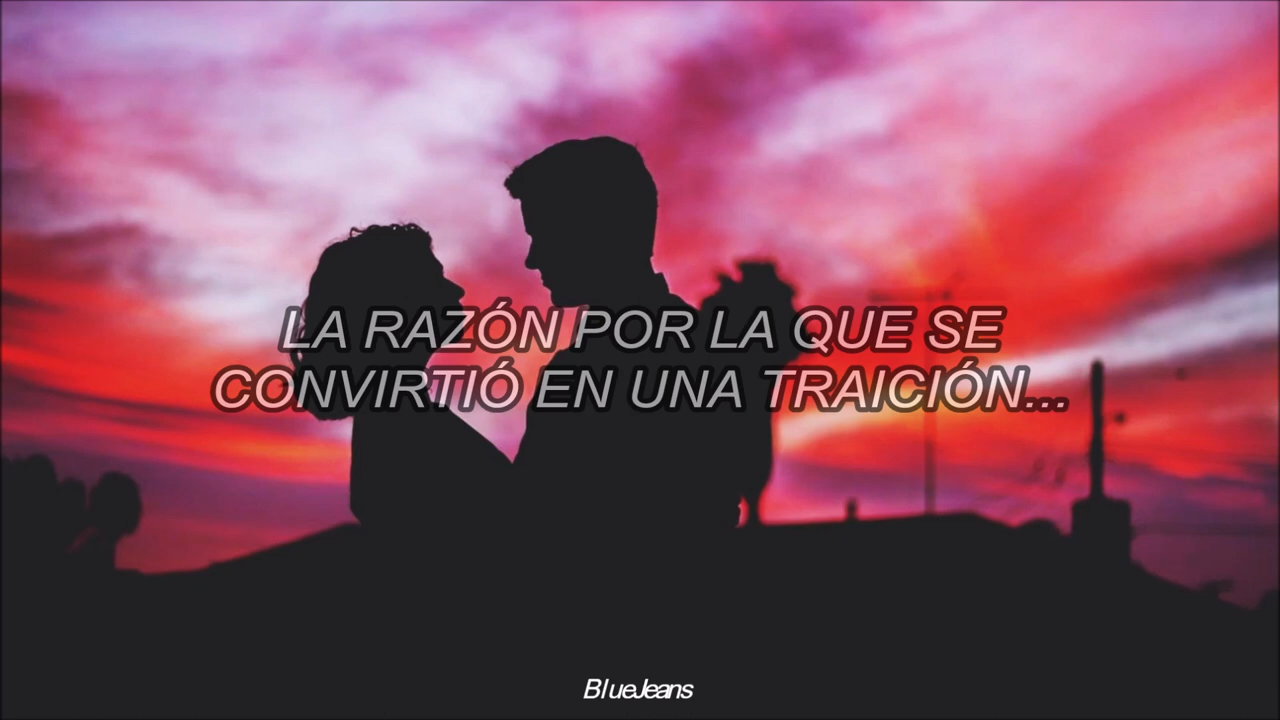 LA RAZÓN POR LA QUE SE
CONVIRTIÓ EN UNA TRAICIÓN...
BlueJeans